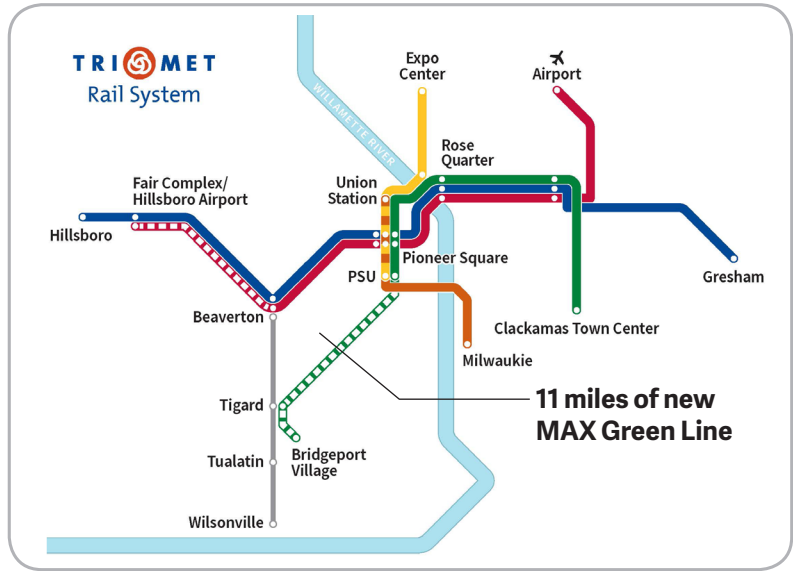 TRI MET
Rail System
WILLAMETTE RIVER
Expo
Center
Airport
Rose
Quarter
Union
Station
Fair Complex/
Hillsboro Airport
Hillsboro
Pioneer Square
PSU
Gresham
Beaverton
Clackamas Town Center
Milwaukie
11 miles of new
MAX Green Line
Tigard
Bridgeport
Village
Tualatin
Wilsonville